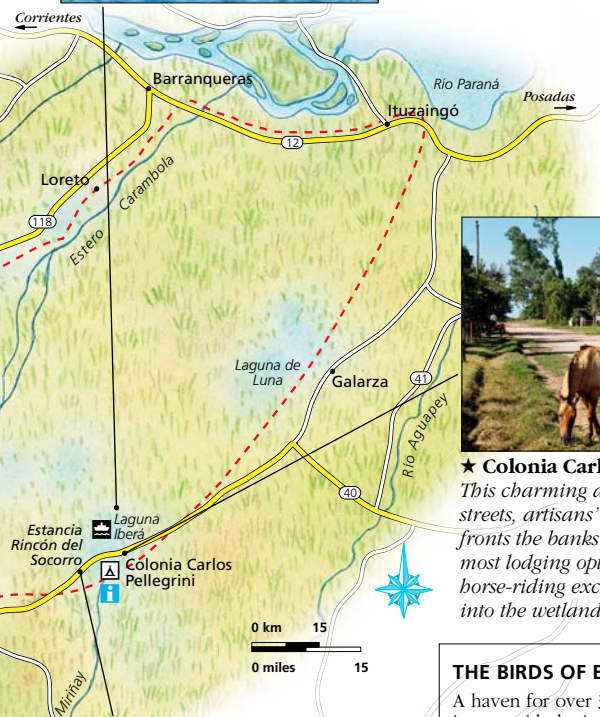 Corrientes
Barranqueras
Río Paraná
Posadas
Ituzaingó
12
Loreto
Estero Carambola
118
Laguna de
Luna
Galarza
41
Río Aguapey
★ Colonia Carl
This charming
streets, artisans'
fronts the banks
most lodging
horse-riding
into the wetland
40
Laguna
Iberá
Estancia
Rincón del
Socorro
Colonia Carlos
Pellegrini
i
0 km 15
0 miles 15
Miriñay
THE BIRDS OF
A haven for over